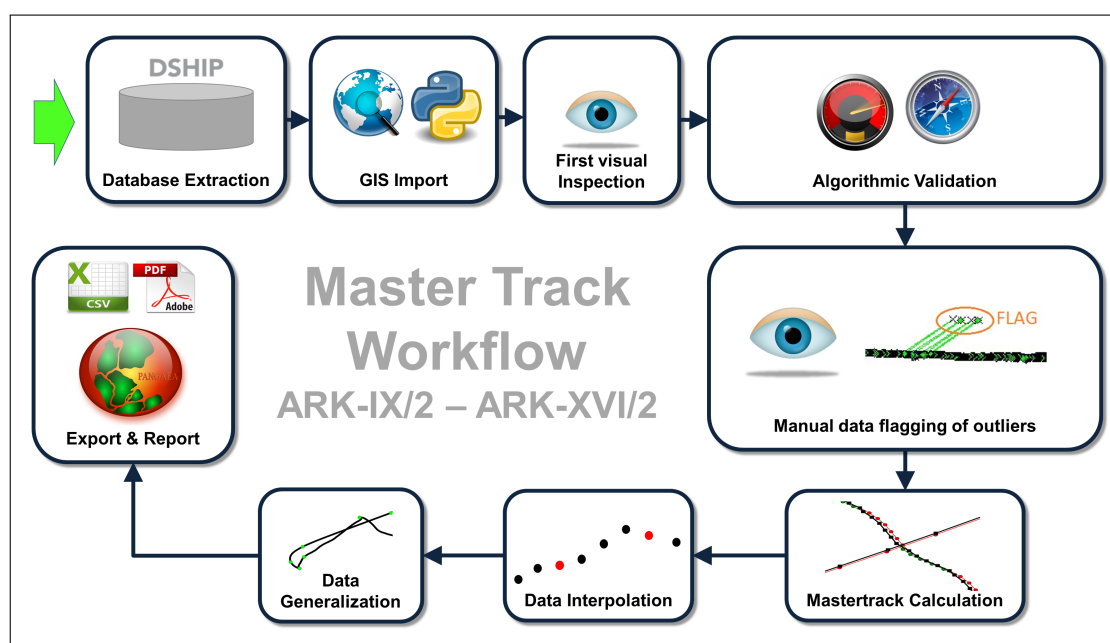 DSHIP
Database Extraction
GIS Import
First visual
Inspection
N
E
S
W
Algorithmic Validation
FLAG
Manual data flagging of outliers
Mastertrack Calculation
Data Interpolation
Data
Generalization
X
CSV
PDF
Adobe
PANGAEA
Export & Report
Master Track
Workflow
ARK-IX/2 – ARK-XVI/2